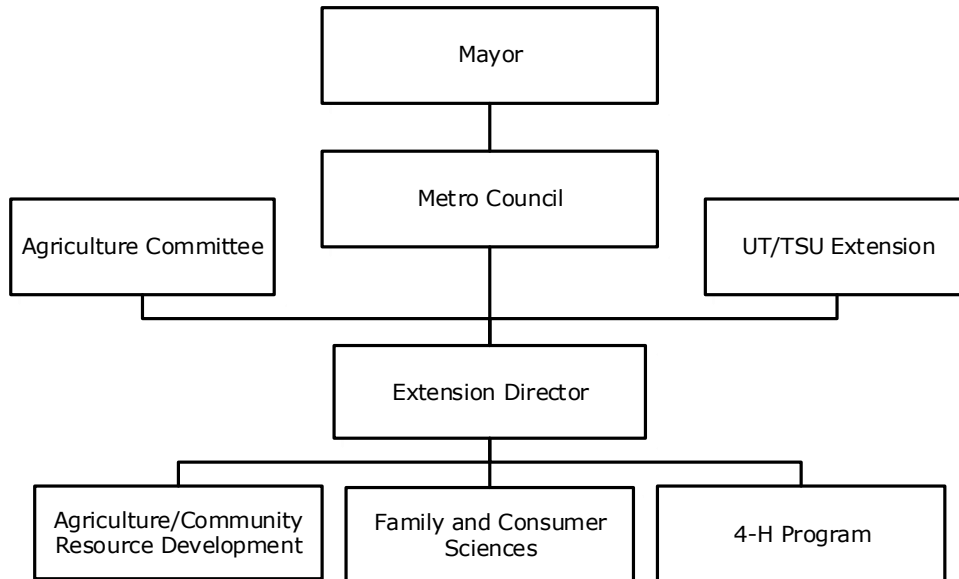 Mayor
Metro Council
Agriculture Committee
UT/TSU Extension
Extension Director
Agriculture/Community
Resource Development
Family and Consumer
Sciences
4-H Program